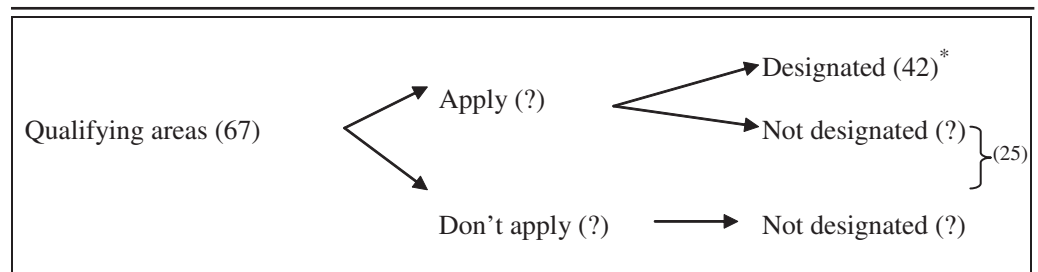 Designated (42)*
Apply (?)
Qualifying areas (67)
Not designated (?)
(25)
Don't apply (?)
Not designated (?)